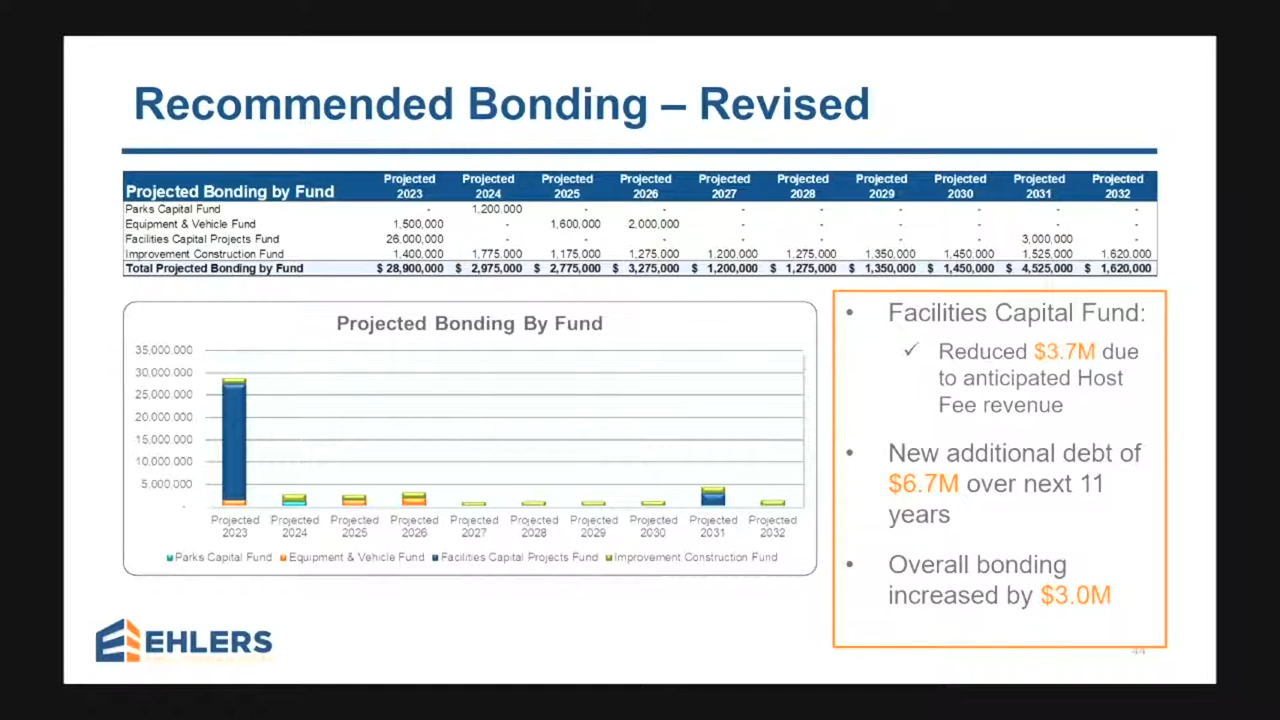 Recommended Bonding – Revised
Projected Projected Projected Projected Projected Projected Projected Projected Projected Projected
Projected Bonding by Fund 2023 2024 2025 2026 2027 2028 2029 2030 2031 2032
Parks Capital Fund - 1,200,000 - - - - - - - -
Equipment & Vehicle Fund 1,500,000 - 1,600,000 2,000,000 - - - - - -
Facilities Capital Projects Fund 26,000,000 - - - - - - - 3,000,000 -
Improvement Construction Fund 1,400,000 1,775,000 1,175,000 1,275,000 1,200,000 1,275,000 1,350,000 1,450,000 1,525,000 1,620,000
Total Projected Bonding by Fund $ 28,900,000 $ 2,975,000 $ 2,775,000 $ 3,275,000 $ 1,200,000 $ 1,275,000 $ 1,350,000 $ 1,450,000 $ 4,525,000 $ 1,620,000
Projected Bonding By Fund
35,000,000
30,000,000
25,000,000
20,000,000
15,000,000
10,000,000
5,000,000
-
Projected Projected Projected Projected Projected Projected Projected Projected Projected Projected
2023 2024 2025 2026 2027 2028 2029 2030 2031 2032
Parks Capital Fund Equipment & Vehicle Fund Facilities Capital Projects Fund Improvement Construction Fund
• Facilities Capital Fund:
✓ Reduced $3.7M due
to anticipated Host
Fee revenue
• New additional debt of
$6.7M over next 11
years
• Overall bonding
increased by $3.0M
EHLERS
44